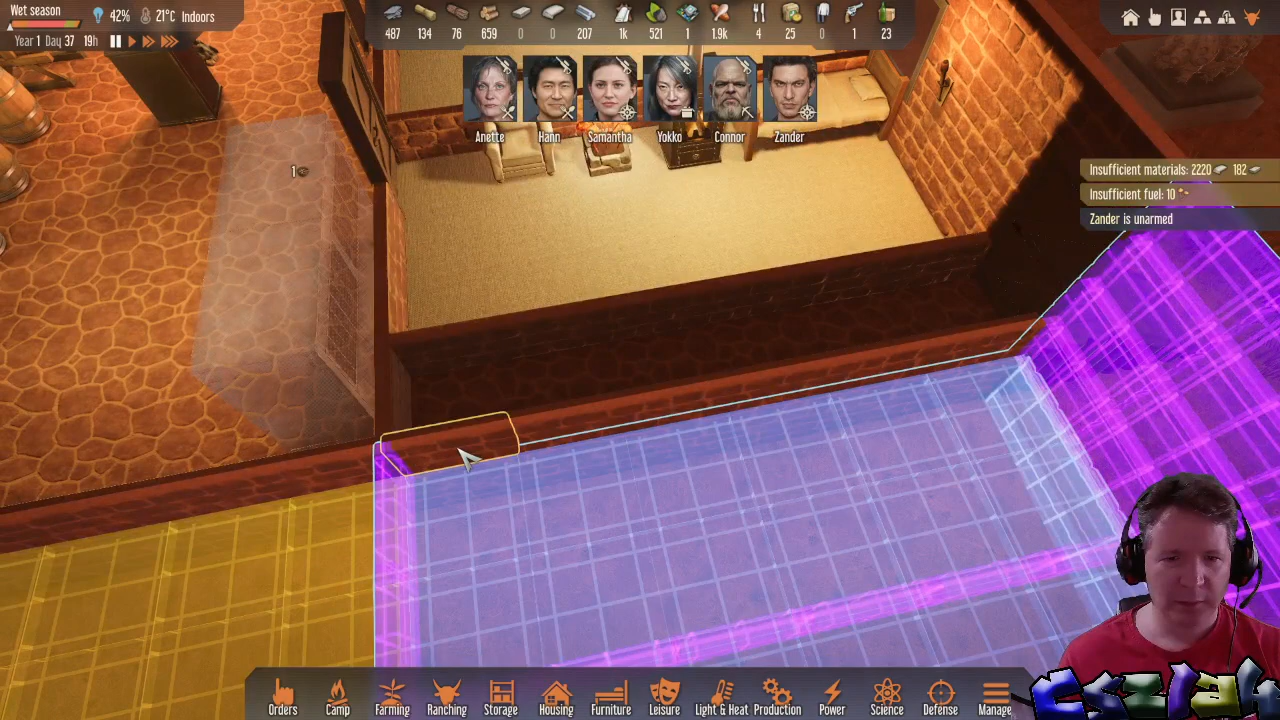 Wet season
42%
21°C Indoors
Year 1 Day 37 19h
487 134 76 659 0 0 207 1k 521 1 1.9k 4 25 0 1 23
Anette Hann Samantha Yokko Connor Zander
1
Insufficient materials: 2220 182
Insufficient fuel: 10
Zander is unarmed
Orders Camp Farming Ranching Storage Housing Furniture Leisure Light & Heat Production Power Science Defense Manage